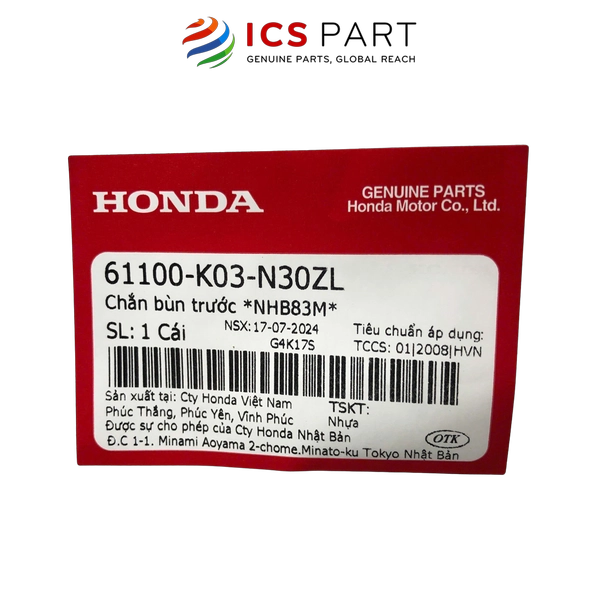 ICS PART
GENUINE PARTS, GLOBAL REACH
HONDA
GENUINE PARTS
Honda Motor Co., Ltd.
61100-K03-N30ZL
Chắn bùn trước *NHB83M*
SL: 1 Cái
NSX: 17-07-2024
G4K17S
Tiêu chuẩn áp dụng:
TCCS: 01|2008|HVN
Sản xuất tại: Cty Honda Việt Nam
Phúc Thắng, Phúc Yên, Vĩnh Phúc
TSKT:
Nhựa
Được sự cho phép của Cty Honda Nhật Bản
Đ.C 1-1. Minami Aoyama 2-chome.Minato-ku Tokyo Nhật Bản
OTK